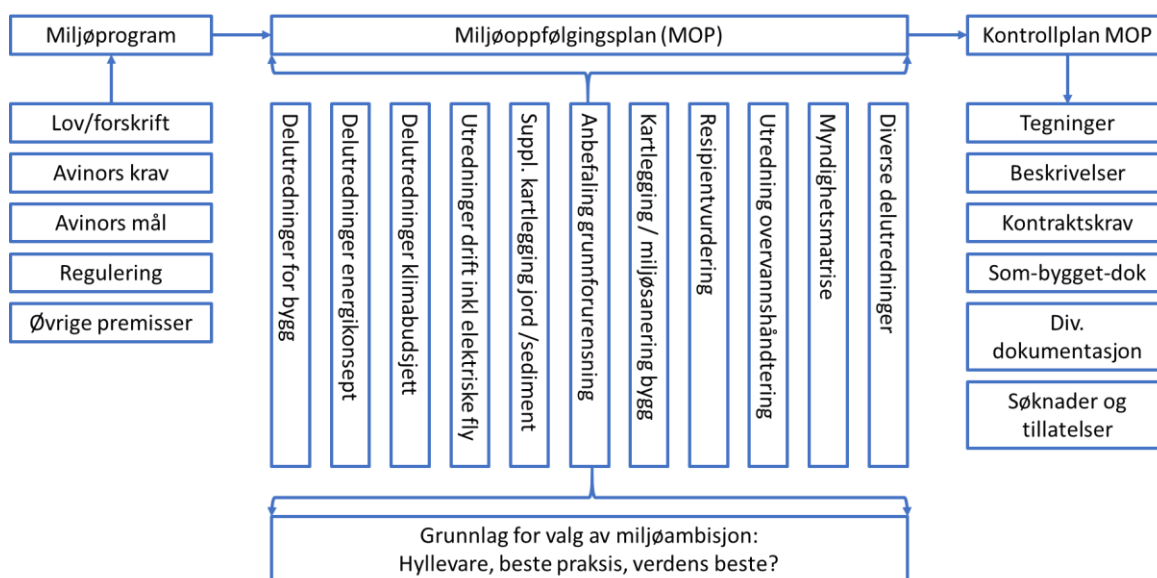 Miljøprogram
Miljøoppfølgingsplan (MOP)
Kontrollplan MOP
Lov/forskrift
Avinors krav
Avinors mål
Regulering
Øvrige premisser
Delutredninger for bygg
Delutredninger energikonsept
Delutredninger klimabudsjett
Utredninger drift inkl elektriske fly
Suppl. kartlegging jord /sediment
Anbefaling grunnforurensning
Kartlegging / miljøsanering bygg
Resipientvurdering
Utredning overvannshåndtering
Myndighetsmatrise
Diverse delutredninger
Tegninger
Beskrivelser
Kontraktskrav
Som-bygget-dok
Div.
dokumentasjon
Søknader og
tillatelser
Grunnlag for valg av miljøambisjon:
Hyllevare, beste praksis, verdens beste?